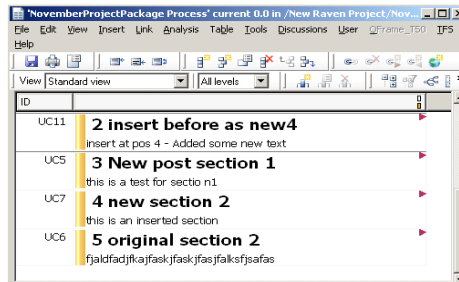 'NovemberProjectPackage Process' current 0.0 in /New Raven Project/Nov...
File Edit View Insert Link Analysis Table Tools Discussions User QFrame_T50 TFS
Help
View Standard view All levels
ID
UC11 2 insert before as new4
insert at pos 4 - Added some new text
UC5 3 New post section 1
this is a test for sectio n1
UC7 4 new section 2
this is an inserted section
UC6 5 original section 2
fjaldfadjfkajfaskjfaskjfasjfalksfjsafas